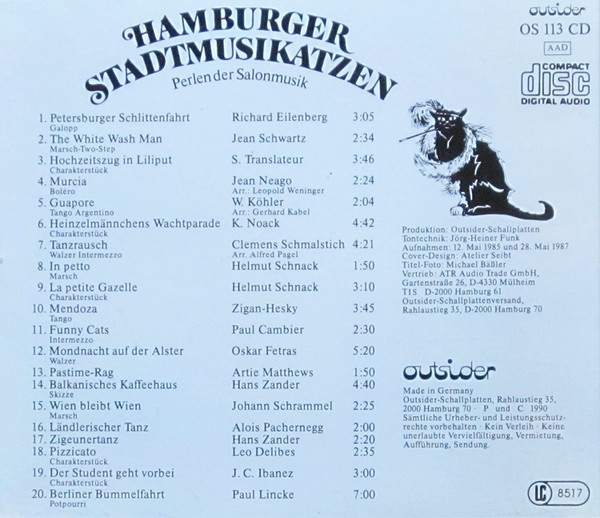 HAMBURGER
STADTMUSIKATZEN
Perlen der Salonmusik
outsider
OS 113 CD
AAD
COMPACT
disc
DIGITAL AUDIO
1. Petersburger Schlittenfahrt Richard Eilenberg 3:05
Galopp
2. The White Wash Man Jean Schwartz 2:34
Marsch-Two-Step
3. Hochzeitszug in Liliput S. Translateur 3:46
Charakterstück
4. Murcia Jean Neago 2:24
Boléro Arr.: Leopold Weninger
5. Guapore W. Köhler 2:04
Tango Argentino Arr.: Gerhard Kabel
6. Heinzelmännchens Wachtparade K. Noack 4:42
Charakterstück
7. Tanzrausch Clemens Schmalstich 4:21
Walzer Intermezzo Arr. Alfred Pagel
8. In petto Helmut Schnack 1:50
Marsch
9. La petite Gazelle Helmut Schnack 3:10
Charakterstück
10. Mendoza Zigan-Hesky 3:45
Tango
11. Funny Cats Paul Cambier 2:30
Intermezzo
12. Mondnacht auf der Alster Oskar Fetras 5:20
Walzer
13. Pastime-Rag Artie Matthews 1:50
14. Balkanisches Kaffeehaus Hans Zander 4:40
Skizze
15. Wien bleibt Wien Johann Schrammel 2:25
Marsch
16. Ländlerischer Tanz Alois Pachernegg 2:00
17. Zigeunertanz Hans Zander 2:20
18. Pizzicato Leo Delibes 2:35
Charakterstück
19. Der Student geht vorbei J. C. Ibanez 3:00
Charakterstück
20. Berliner Bummelfahrt Paul Lincke 7:00
Potpourri
Produktion: Outsider-Schallplatten
Tontechnik: Jörg-Heiner Funk
Aufnahmen: 12. Mai 1985 und 28. Mai 1987
Cover-Design: Atelier Seibt
Titel-Foto: Michael Bäßler
Vertrieb: ATR Audio Trade GmbH,
Gartenstraße 26, D-4330 Mülheim
TIS D-2000 Hamburg 61
Outsider-Schallplattenversand,
Rahlaustieg 35, D-2000 Hamburg 70
outsider
Made in Germany
Outsider-Schallplatten, Rahlaustieg 35,
2000 Hamburg 70 · P und C 1990
Sämtliche Urheber- und Leistungsschutz-
rechte vorbehalten · Kein Verleih · Keine
unerlaubte Vervielfältigung, Vermietung,
Aufführung, Sendung.
LC 8517